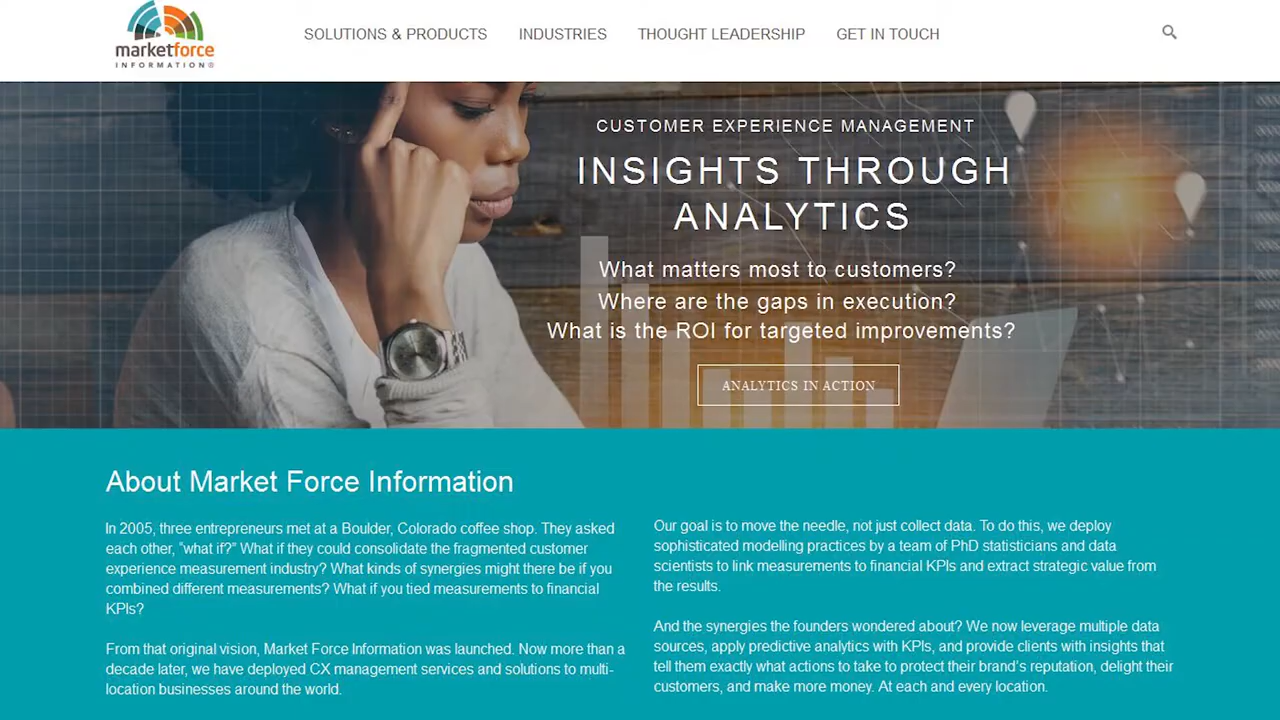 marketforce
INFORMATION®
SOLUTIONS & PRODUCTS
INDUSTRIES
THOUGHT LEADERSHIP
GET IN TOUCH
CUSTOMER EXPERIENCE MANAGEMENT
INSIGHTS THROUGH
ANALYTICS
What matters most to customers?
Where are the gaps in execution?
What is the ROI for targeted improvements?
ANALYTICS IN ACTION
About Market Force Information
In 2005, three entrepreneurs met at a Boulder, Colorado coffee shop. They asked
each other, “what if?” What if they could consolidate the fragmented customer
experience measurement industry? What kinds of synergies might there be if you
combined different measurements? What if you tied measurements to financial
KPIs?
From that original vision, Market Force Information was launched. Now more than a
decade later, we have deployed CX management services and solutions to multi-
location businesses around the world.
Our goal is to move the needle, not just collect data. To do this, we deploy
sophisticated modelling practices by a team of PhD statisticians and data
scientists to link measurements to financial KPIs and extract strategic value from
the results.
And the synergies the founders wondered about? We now leverage multiple data
sources, apply predictive analytics with KPIs, and provide clients with insights that
tell them exactly what actions to take to protect their brand’s reputation, delight their
customers, and make more money. At each and every location.